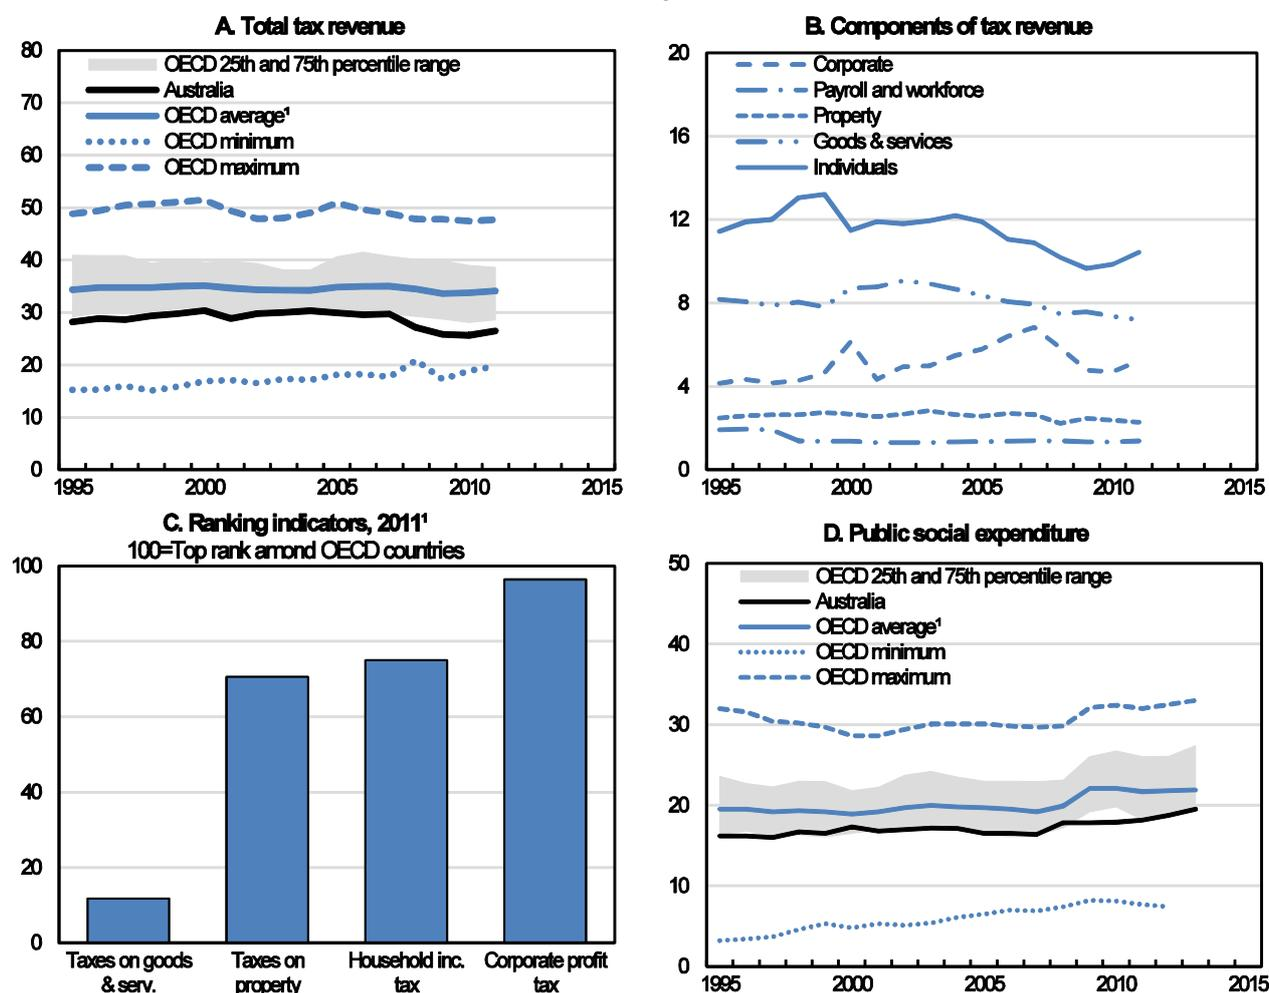 A. Total tax revenue
80
70
60
50
40
30
20
10
0
OECD 25th and 75th percentile range
Australia
OECD average¹
OECD minimum
OECD maximum
1995 2000 2005 2010 2015
B. Components of tax revenue
20
16
12
8
4
0
Corporate
Payroll and workforce
Property
Goods & services
Individuals
1995 2000 2005 2010 2015
C. Ranking indicators, 2011¹
100=Top rank amond OECD countries
100
80
60
40
20
0
Taxes on goods & serv.
Taxes on property
Household inc. tax
Corporate profit tax
D. Public social expenditure
50
40
30
20
10
0
OECD 25th and 75th percentile range
Australia
OECD average¹
OECD minimum
OECD maximum
1995 2000 2005 2010 2015